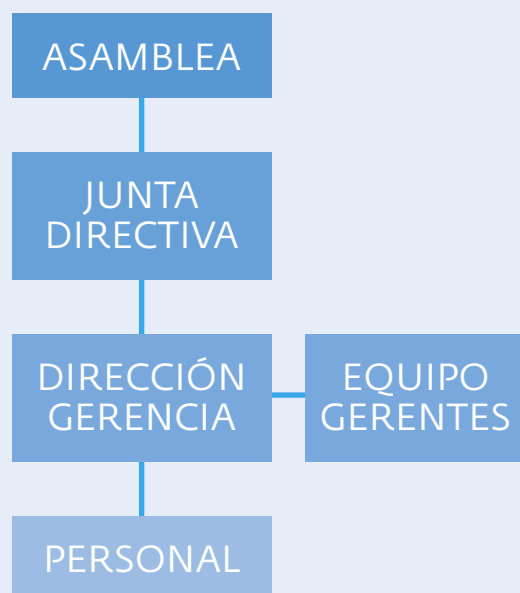 ASAMBLEA
JUNTA
DIRECTIVA
DIRECCIÓN
GERENCIA
EQUIPO
GERENTES
PERSONAL